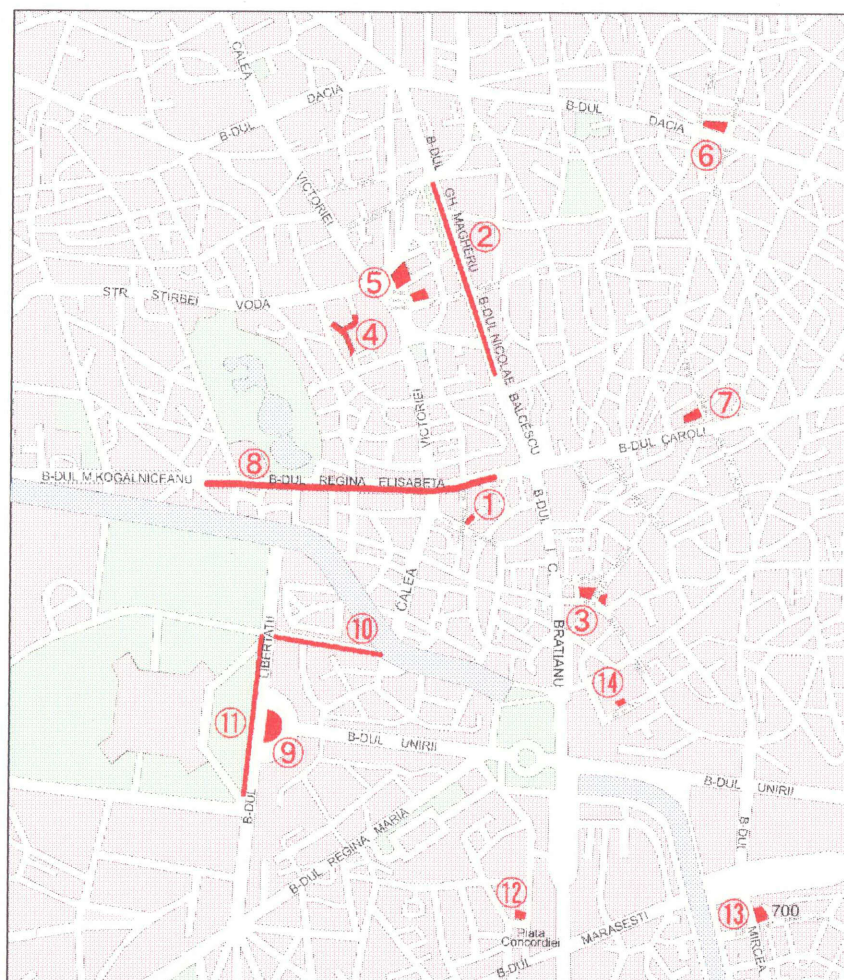 CALEA
B-DUL DACIA
B-DUL DACIA
⑥
B-DUL GH. MAGHERU
②
VICTORIEI
⑤
STR. STIRBEI VODA
④
B-DUL NICOLAE BALCESCU
VICTORIEI
⑦
B-DUL CAROL I
⑧
B-DUL M.KOGALNICEANU
B-DUL REGINA ELISABETA
①
B-DUL I. C. BRATIANU
CALEA
③
⑩
LIBERTATII
⑭
⑪
⑨
B-DUL UNIRII
B-DUL UNIRII
B-DUL
B-DUL
B-DUL REGINA MARIA
⑫
Piata
Concordiei
B-DUL MARASESTI
⑬
700
MIRCEA